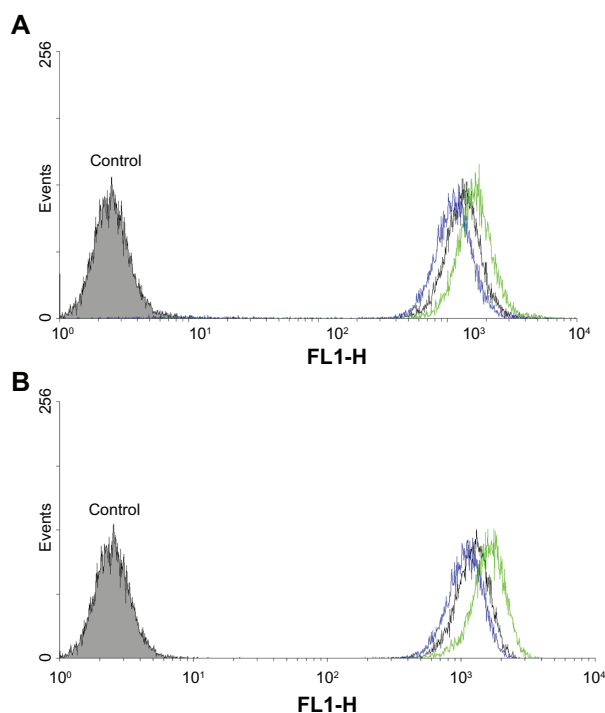 A
256
Events
Control
0
10⁰ 10¹ 10² 10³ 10⁴
FL1-H
B
256
Events
Control
0
10⁰ 10¹ 10² 10³ 10⁴
FL1-H